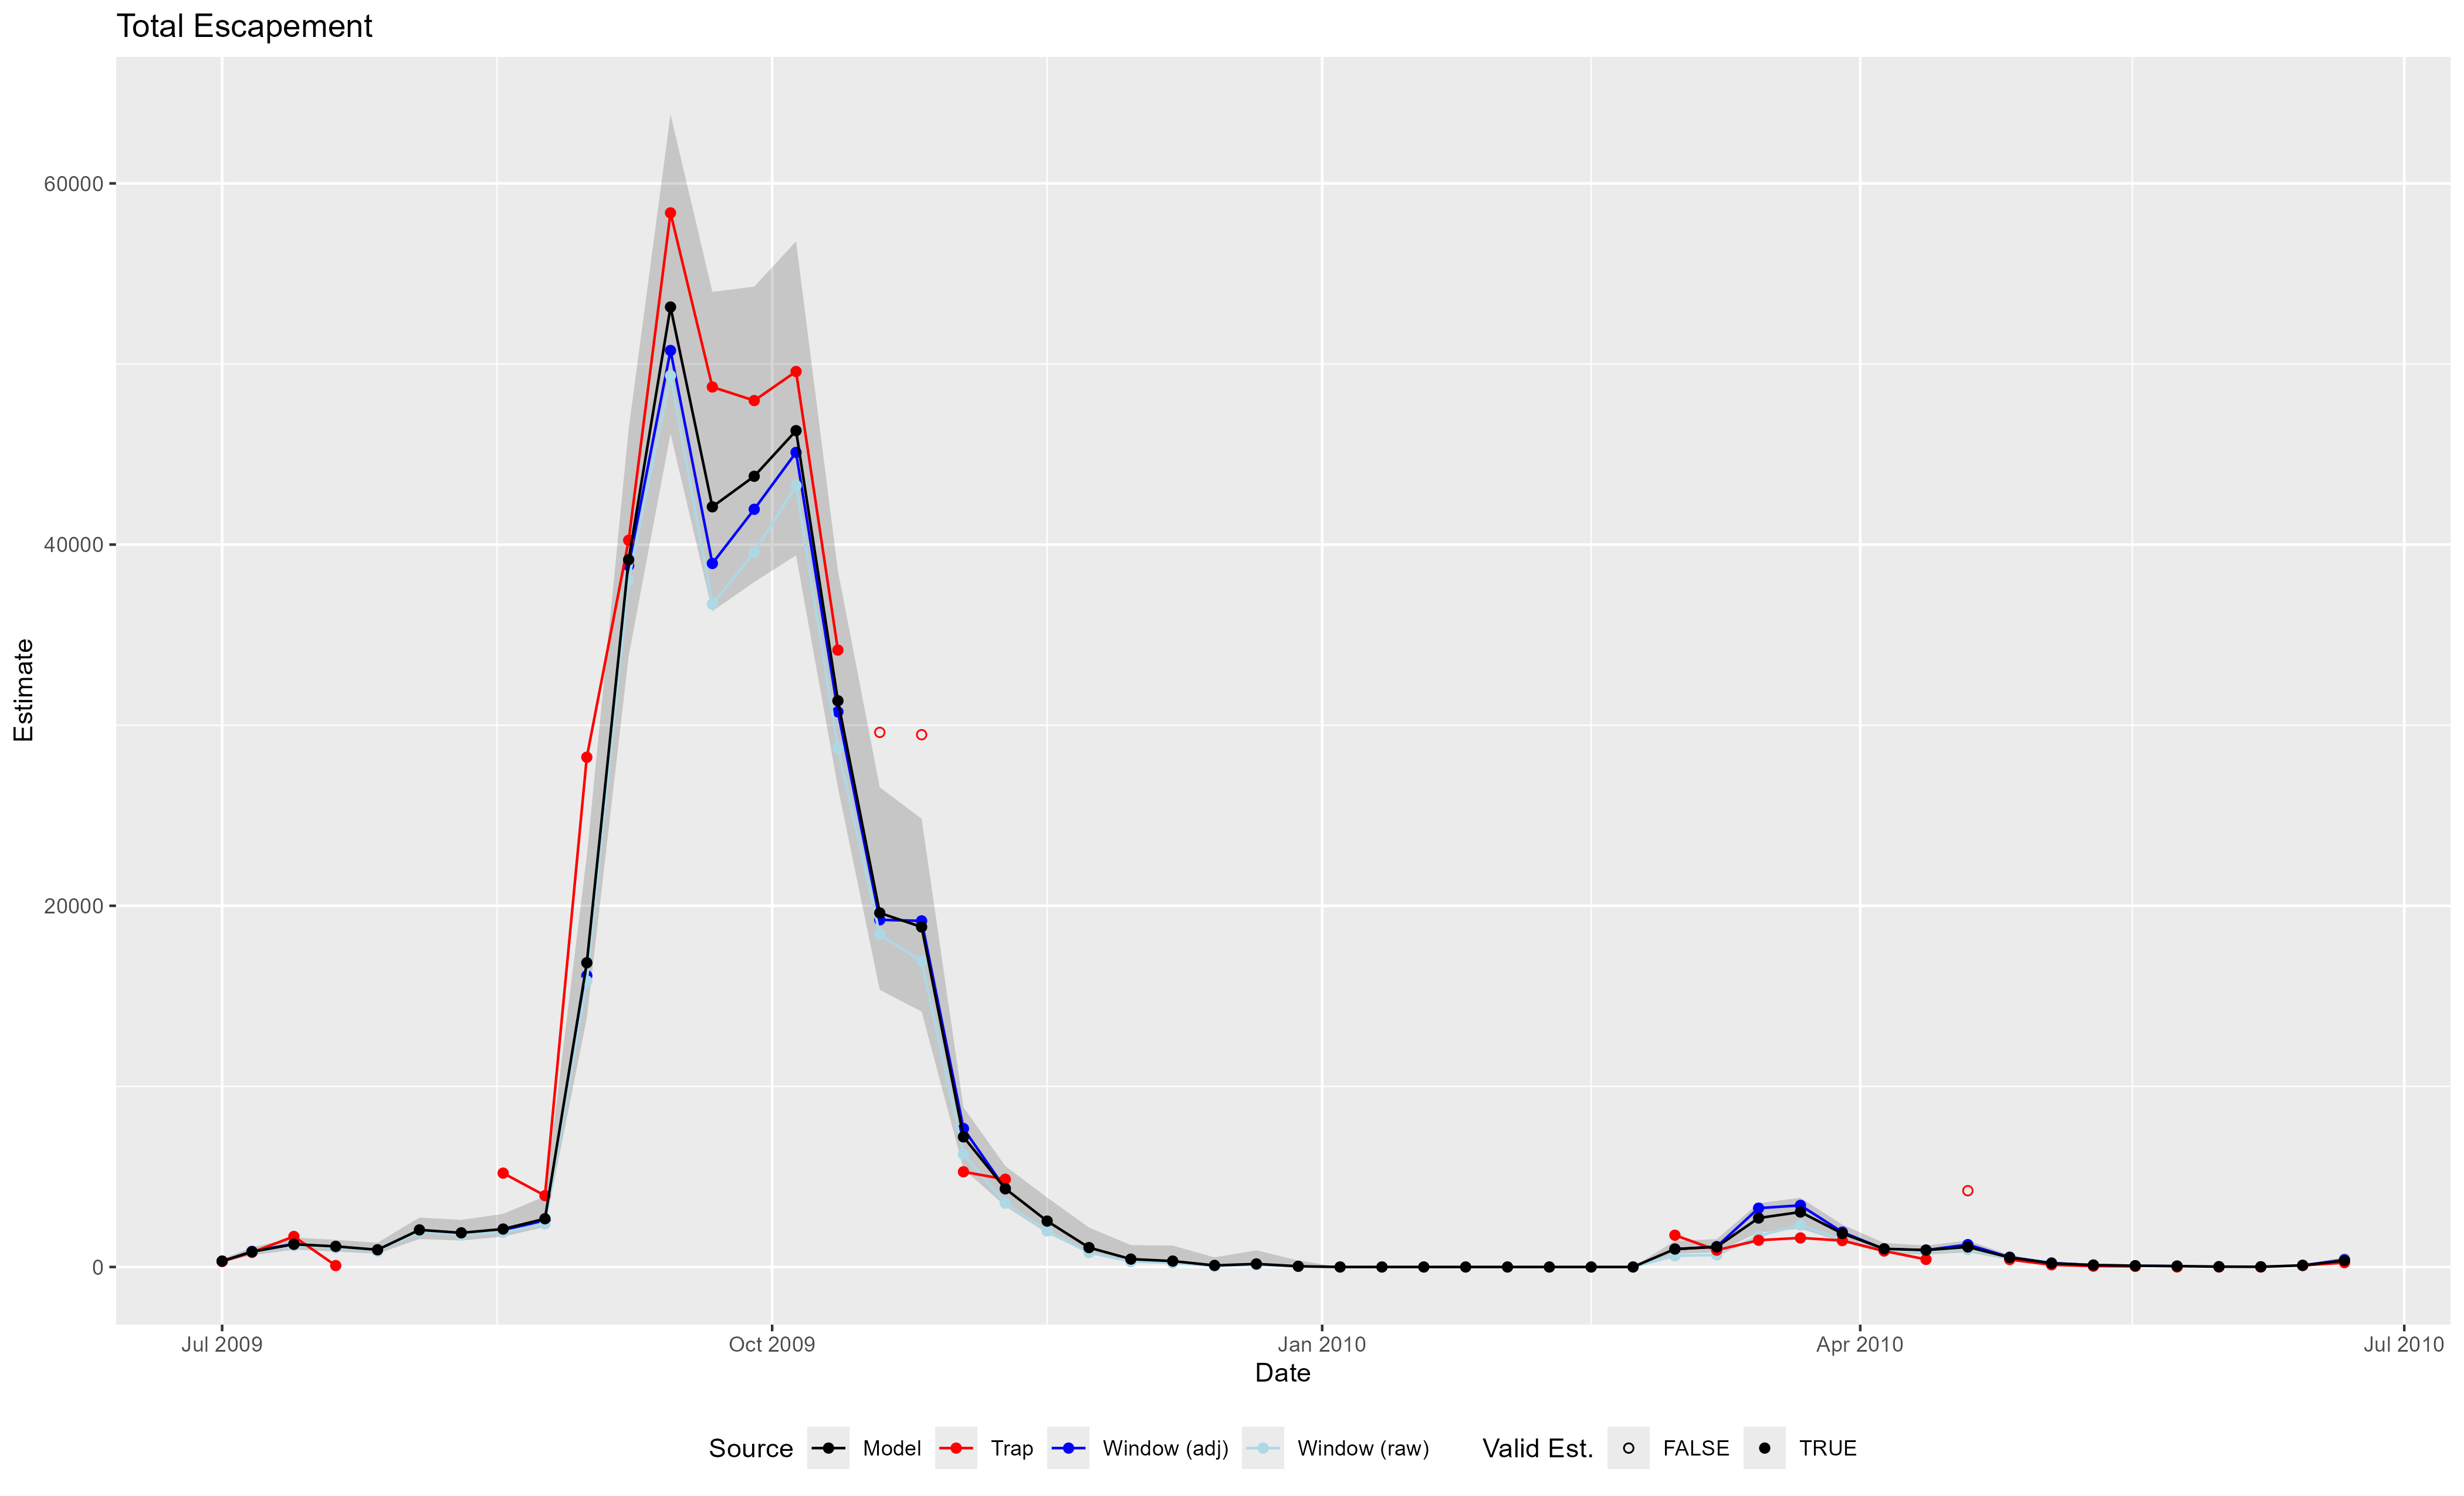 Total Escapement
Estimate
60000
40000
20000
0
Jul 2009 Oct 2009 Jan 2010 Apr 2010 Jul 2010
Date
Source Model Trap Window (adj) Window (raw) Valid Est. FALSE TRUE